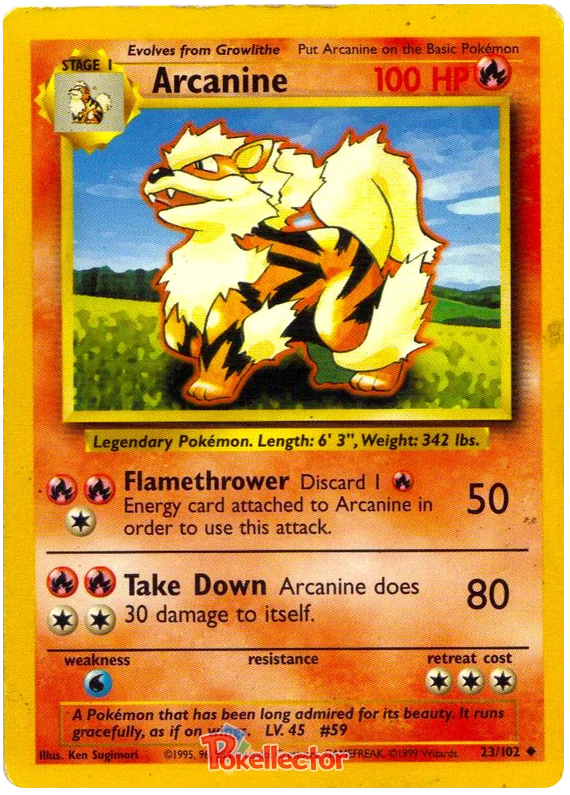 Evolves from Growlithe Put Arcanine on the Basic Pokémon
STAGE 1
Arcanine 100 HP
Legendary Pokémon. Length: 6' 3", Weight: 342 lbs.
Flamethrower Discard 1
Energy card attached to Arcanine in
order to use this attack.
50
Take Down Arcanine does
30 damage to itself.
80
weakness resistance retreat cost
A Pokémon that has been long admired for its beauty. It runs
gracefully, as if on wings. LV. 45 #59
Illus. Ken Sugimori ©1995, 96 GAMEFREAK. ©1999 Wizards. 23/102
Pokellector